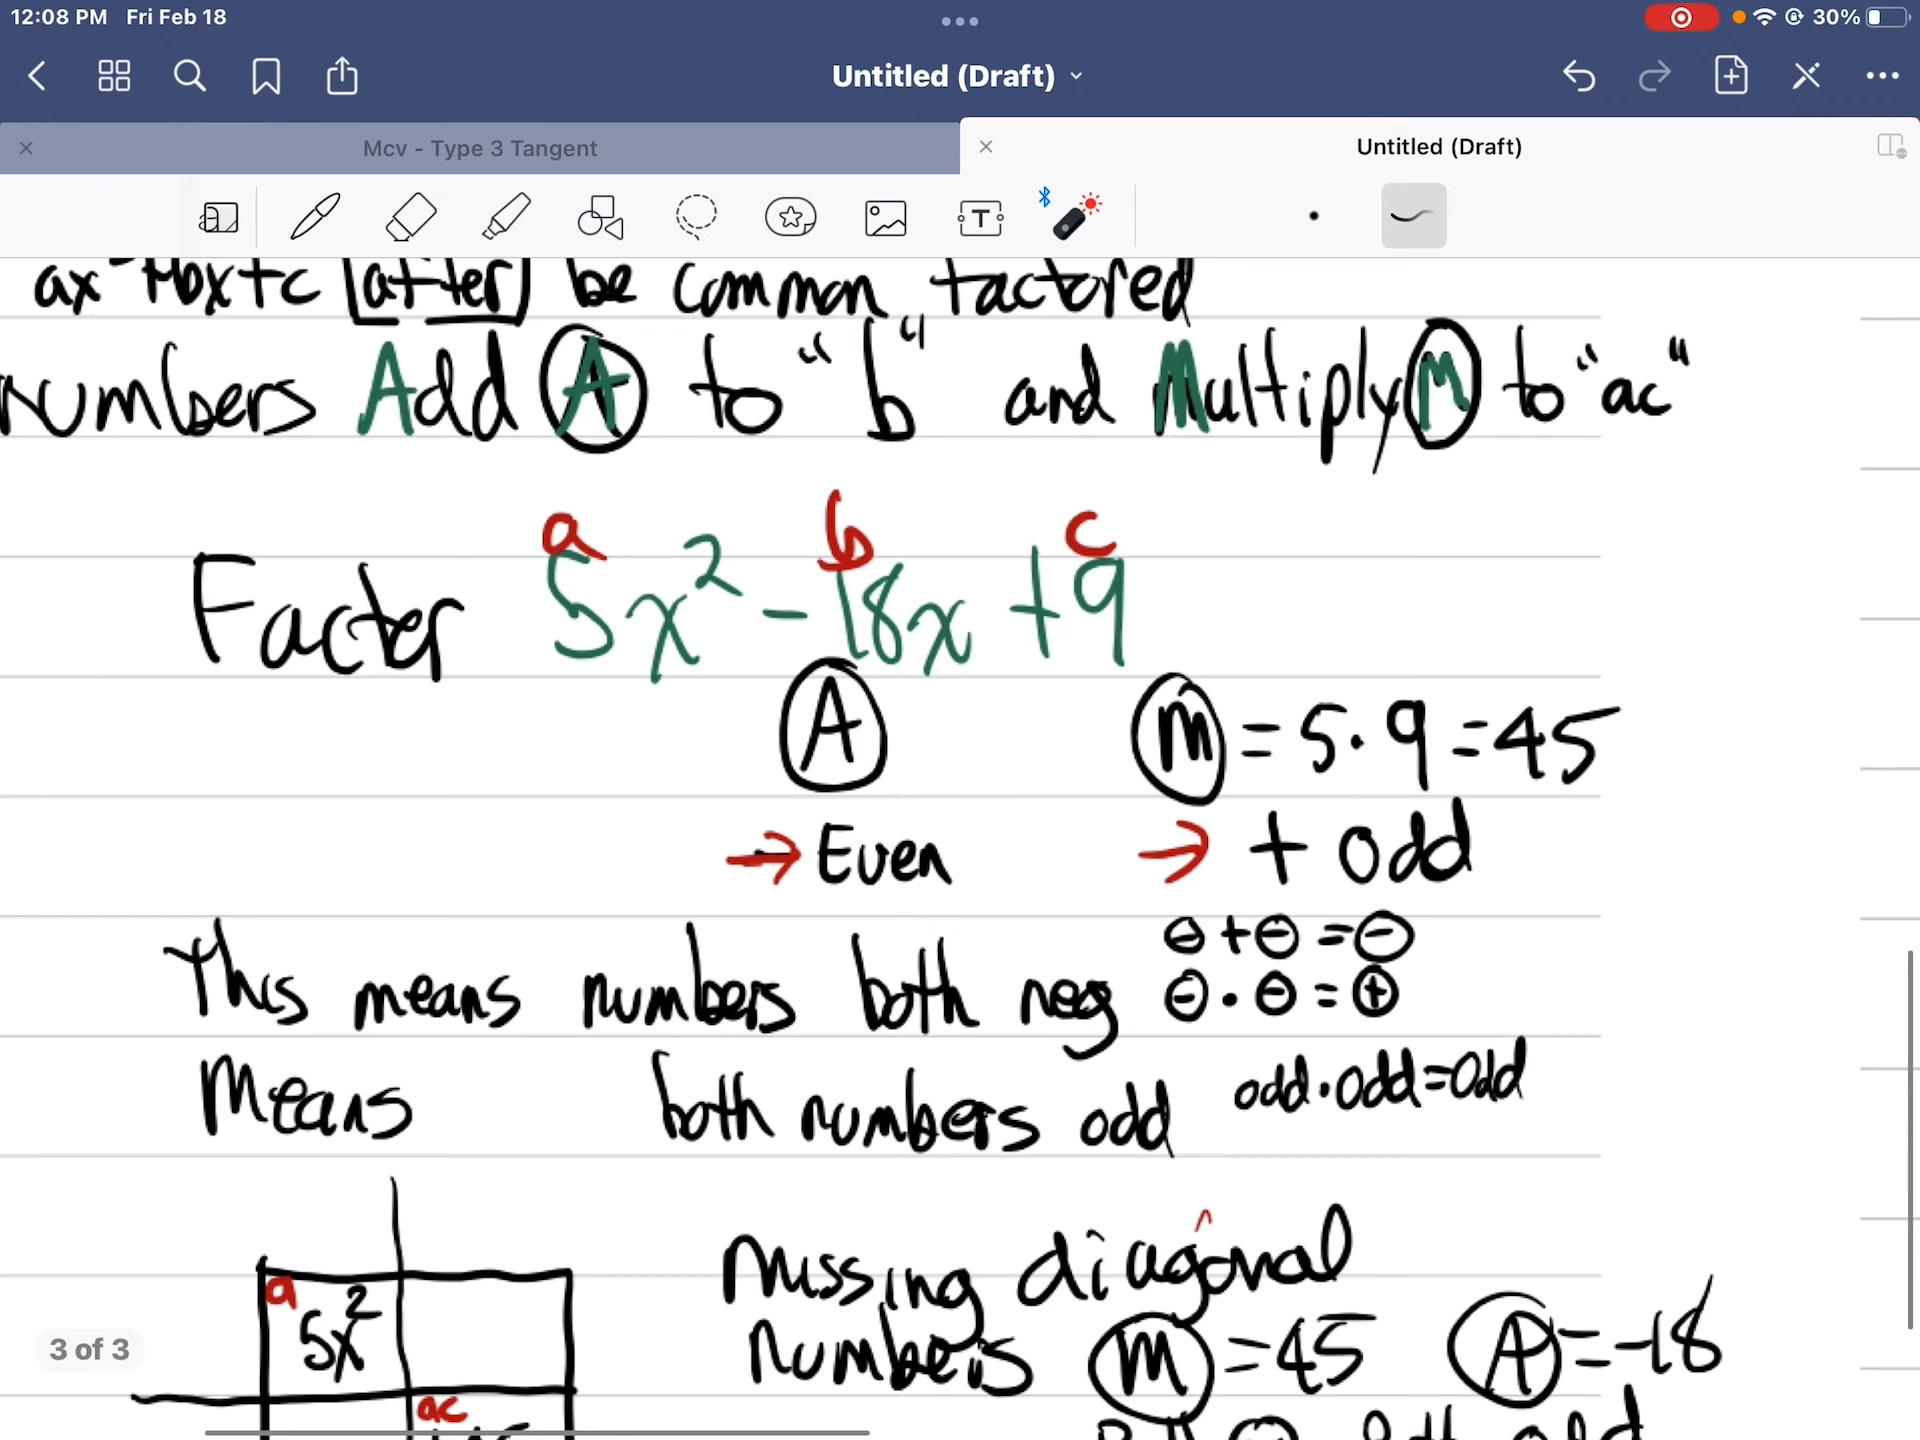 12:08 PM Fri Feb 18
30%
Untitled (Draft)
Mcv - Type 3 Tangent
Untitled (Draft)
T
ax²+bx+c [after] be common factored
numbers Add (A) to "b" and Multiply (M) to "ac"
a b c
Factor 5x² - 18x + 9
(A) (M) = 5·9 = 45
→ Even → + Odd
⊖ + ⊖ = ⊖
This means numbers both neg ⊖ · ⊖ = ⊕
Means both numbers odd odd·odd=odd
missing diagonal
a
5x²
numbers (M) = 45 (A) = -18
3 of 3
ac